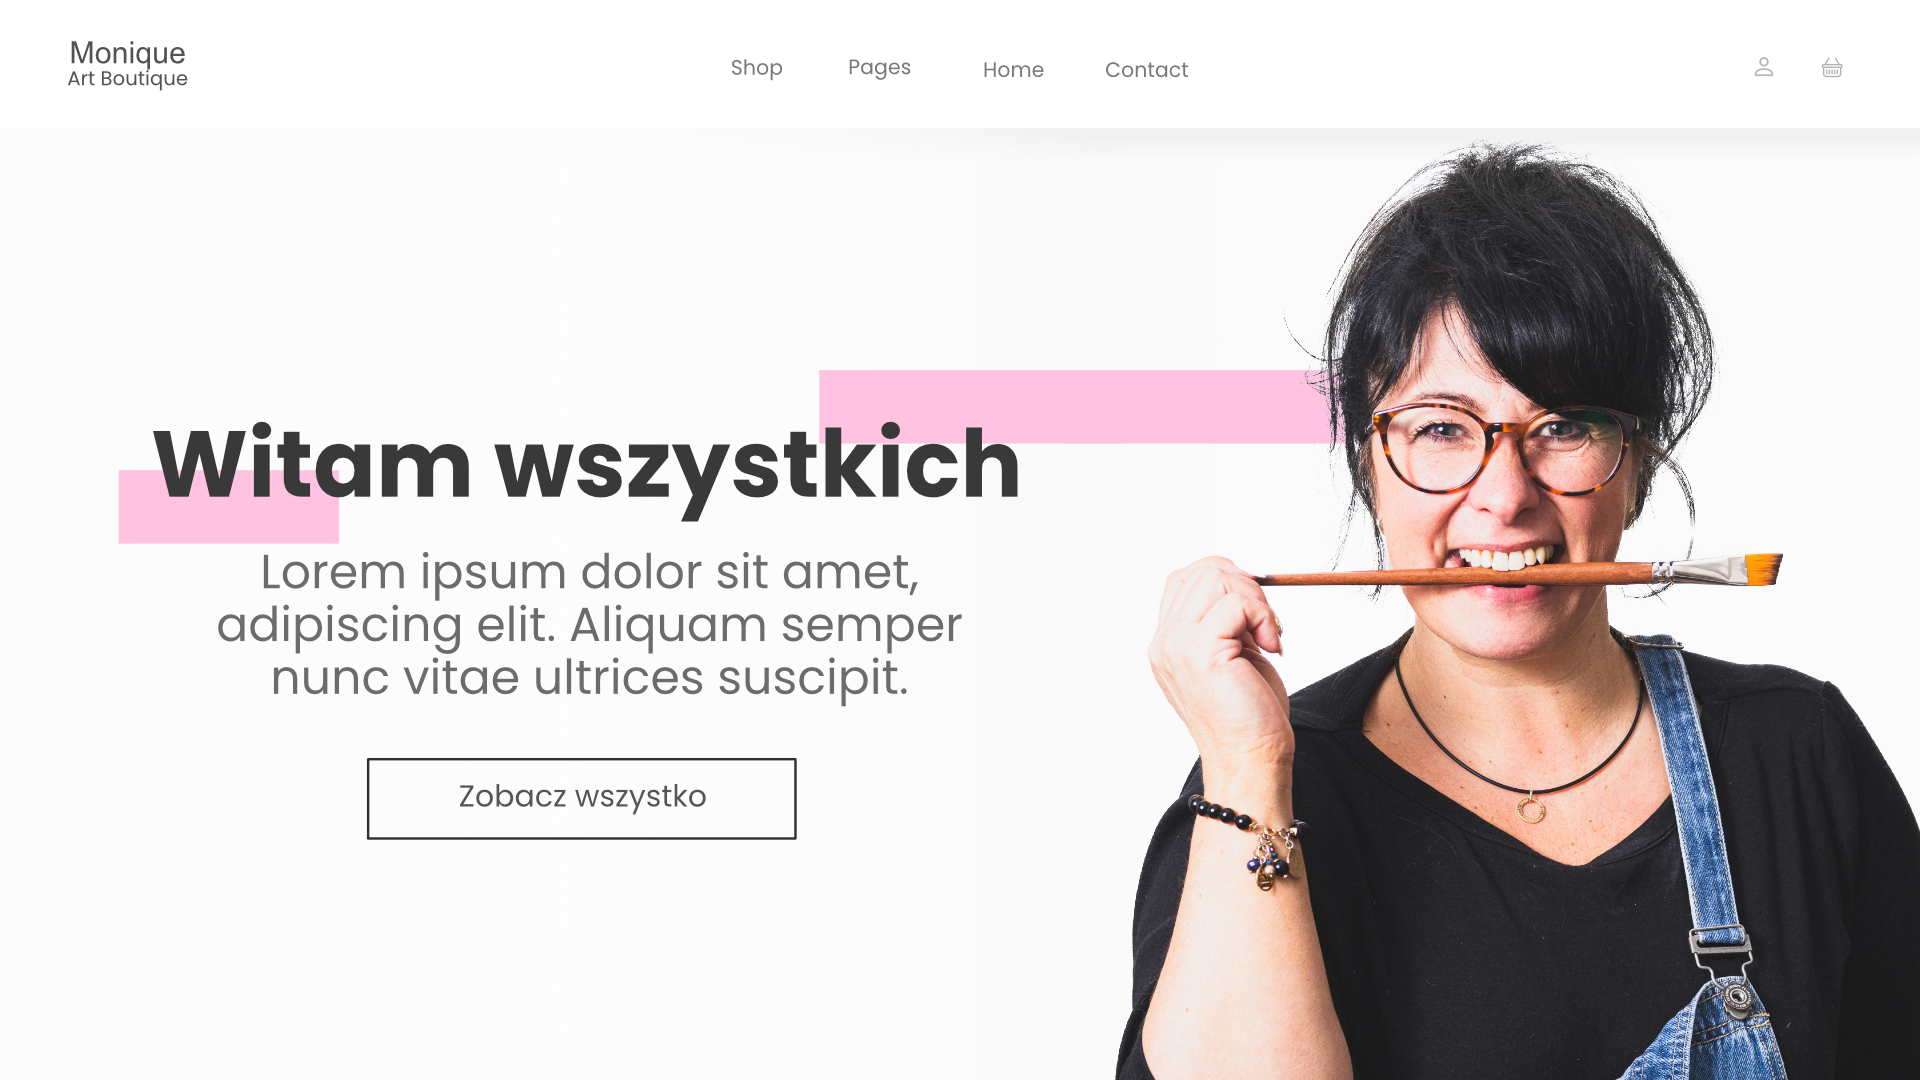 Monique
Art Boutique
Shop Pages Home Contact
Witam wszystkich
Lorem ipsum dolor sit amet,
adipiscing elit. Aliquam semper
nunc vitae ultrices suscipit.
Zobacz wszystko